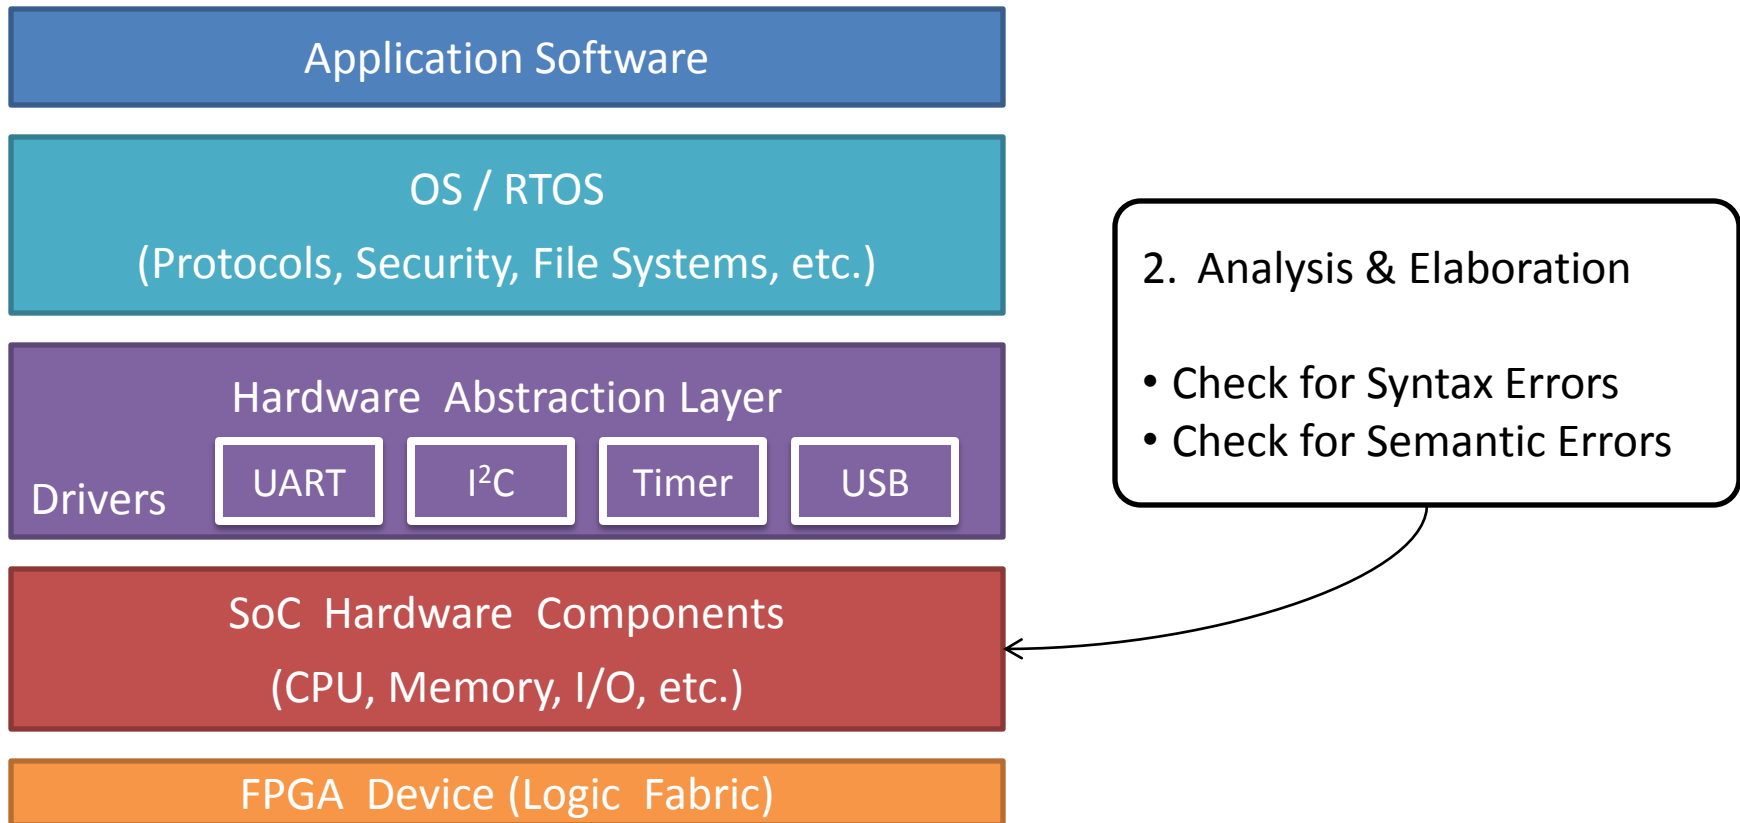 Application Software
OS / RTOS
(Protocols, Security, File Systems, etc.)
Hardware Abstraction Layer
Drivers
UART
I²C
Timer
USB
SoC Hardware Components
(CPU, Memory, I/O, etc.)
FPGA Device (Logic Fabric)
2. Analysis & Elaboration
• Check for Syntax Errors
• Check for Semantic Errors